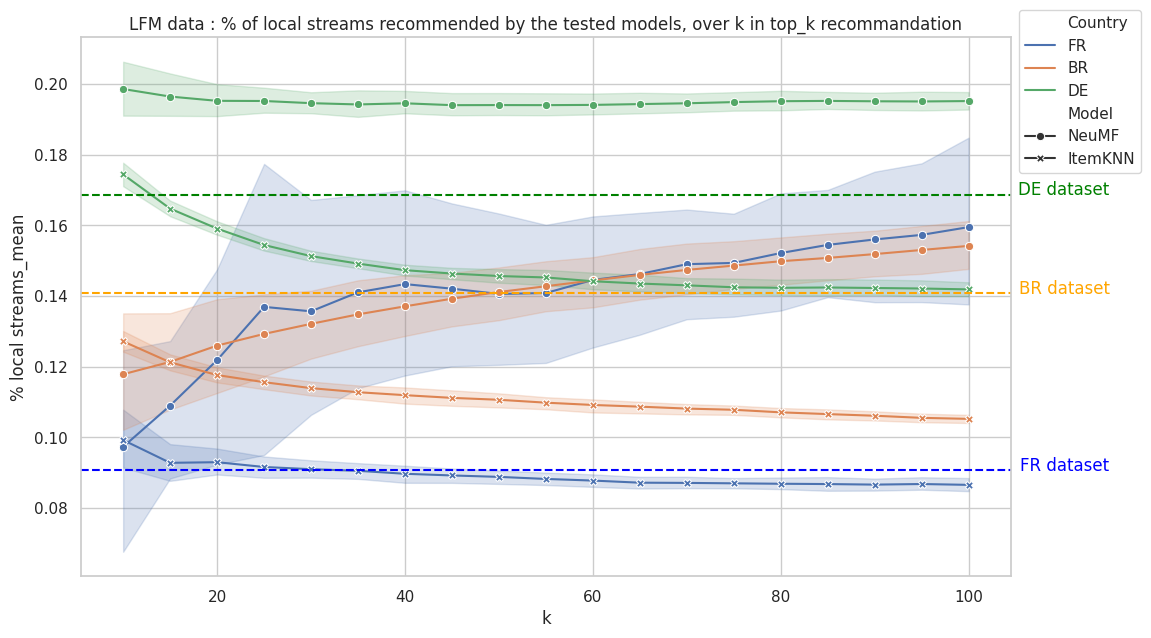 LFM data : % of local streams recommended by the tested models, over k in top_k recommandation
Country
FR
BR
DE
Model
NeuMF
ItemKNN
DE dataset
BR dataset
FR dataset
% local streams_mean
0.20
0.18
0.16
0.14
0.12
0.10
0.08
20 40 60 80 100
k